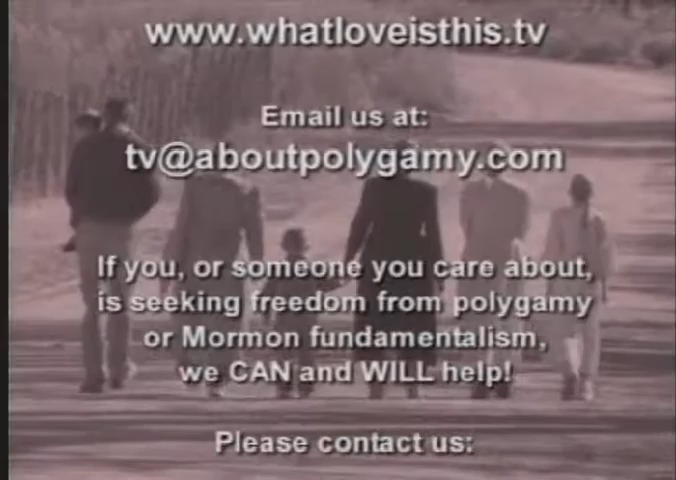 www.whatloveisthis.tv
Email us at:
tv@aboutpolygamy.com
If you, or someone you care about,
is seeking freedom from polygamy
or Mormon fundamentalism,
we CAN and WILL help!
Please contact us: